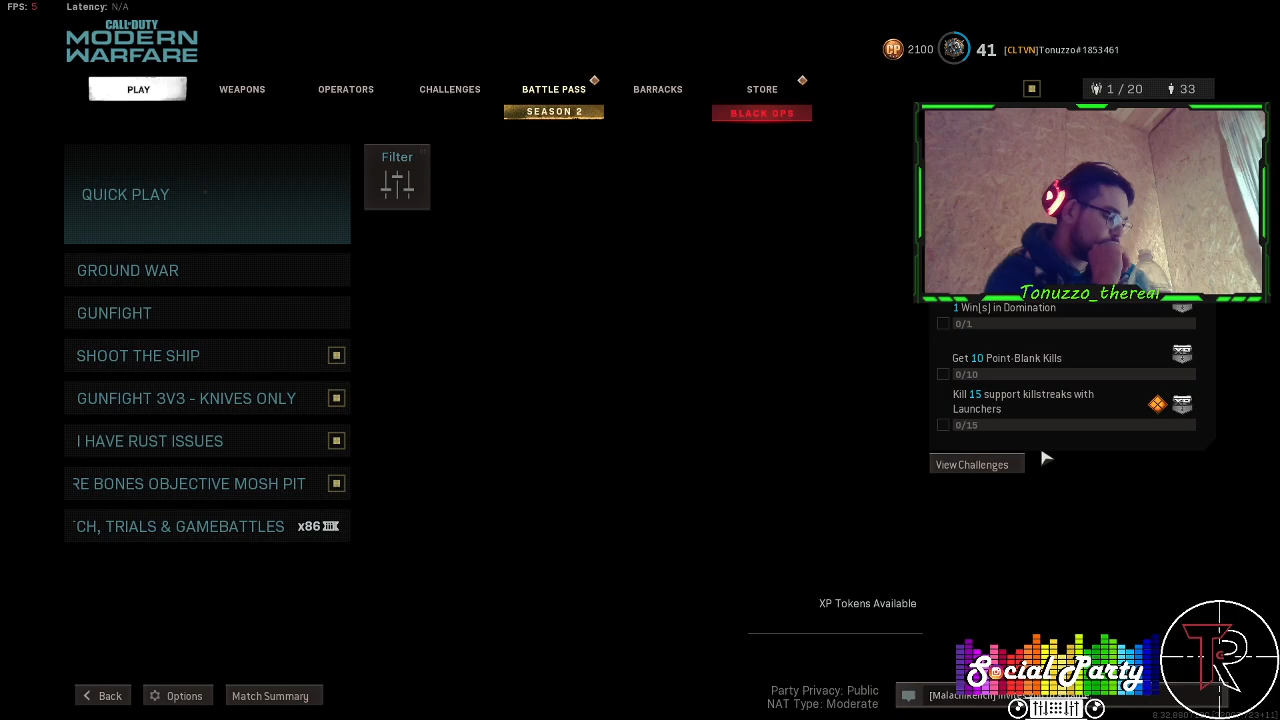 FPS: 5 Latency: N/A
CALL OF DUTY
MODERN
WARFARE
CP 2100 41 [CLTVN]Tonuzzo#1853461
PLAY WEAPONS OPERATORS CHALLENGES BATTLE PASS BARRACKS STORE
SEASON 2 BLACK OPS
1 / 20 33
QUICK PLAY
Filter
GROUND WAR
GUNFIGHT
SHOOT THE SHIP
GUNFIGHT 3V3 - KNIVES ONLY
I HAVE RUST ISSUES
RE BONES OBJECTIVE MOSH PIT
CH, TRIALS & GAMEBATTLES x86
Tonuzzo_thereal
1 Win(s) in Domination
0/1
Get 10 Point-Blank Kills
0/10
Kill 15 support killstreaks with
Launchers
0/15
View Challenges
XP Tokens Available
Social Party
Back Options Match Summary
Party Privacy: Public
NAT Type: Moderate